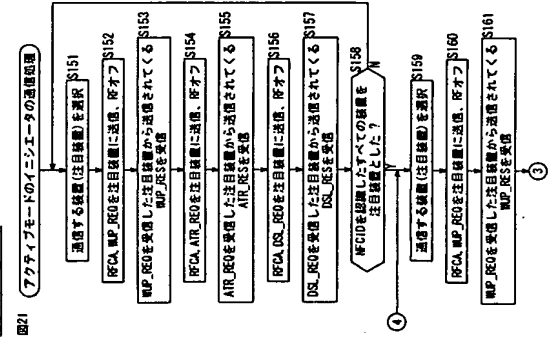 図21
アクティブモードのイニシエータの通信処理
S151
通信する装置(注目装置)を選択
S152
RFCA, WUP_REQを注目装置に送信、RFオフ
S153
WUP_REQを受信した注目装置から送信されてくる
WUP_RESを受信
S154
RFCA, ATR_REQを注目装置に送信、RFオフ
S155
ATR_REQを受信した注目装置から送信されてくる
ATR_RESを受信
S156
RFCA, DSL_REQを注目装置に送信、RFオフ
S157
DSL_REQを受信した注目装置から送信されてくる
DSL_RESを受信
S158
NFCIDを認識したすべての装置を
注目装置とした?
N
Y
④
S159
通信する装置(注目装置)を選択
S160
RFCA, WUP_REQを注目装置に送信、RFオフ
S161
WUP_REQを受信した注目装置から送信されてくる
WUP_RESを受信
③